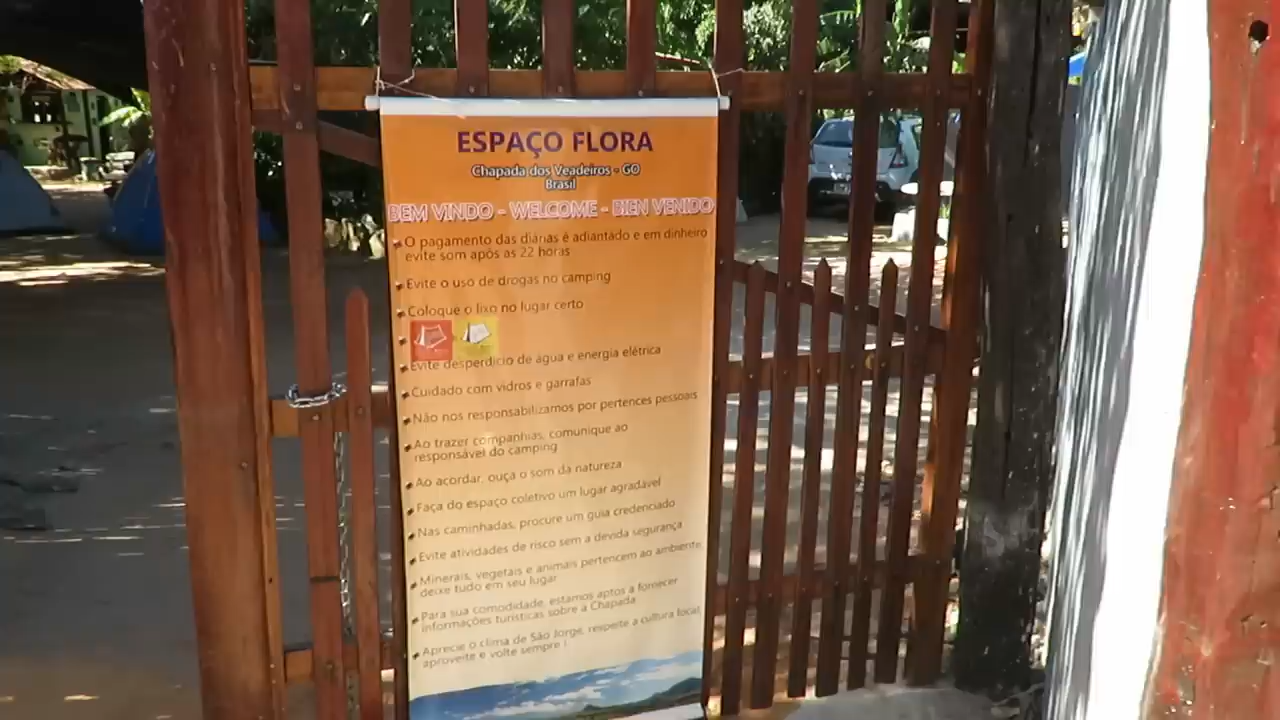 ESPAÇO FLORA
Chapada dos Veadeiros - GO
Brasil
BEM VINDO - WELCOME - BIEN VENIDO
O pagamento das diárias é adiantado e em dinheiro
evite som após as 22 horas
Evite o uso de drogas no camping
Coloque o lixo no lugar certo
Evite desperdicio de água e energia elétrica
Cuidado com vidros e garrafas
Não nos responsabilizamos por pertences pessoais
Ao trazer companhias, comunique ao
responsável do camping
Ao acordar, ouça o som da natureza
Faça do espaço coletivo um lugar agradável
Nas caminhadas, procure um guia credenciado
Evite atividades de risco sem a devida segurança
Minerais, vegetais e animais pertencem ao ambiente
deixe tudo em seu lugar
Para sua comodidade, estamos aptos a fornecer
informações turísticas sobre a Chapada
Aprecie o clima de São Jorge, respeite a cultura local
aproveite e volte sempre !